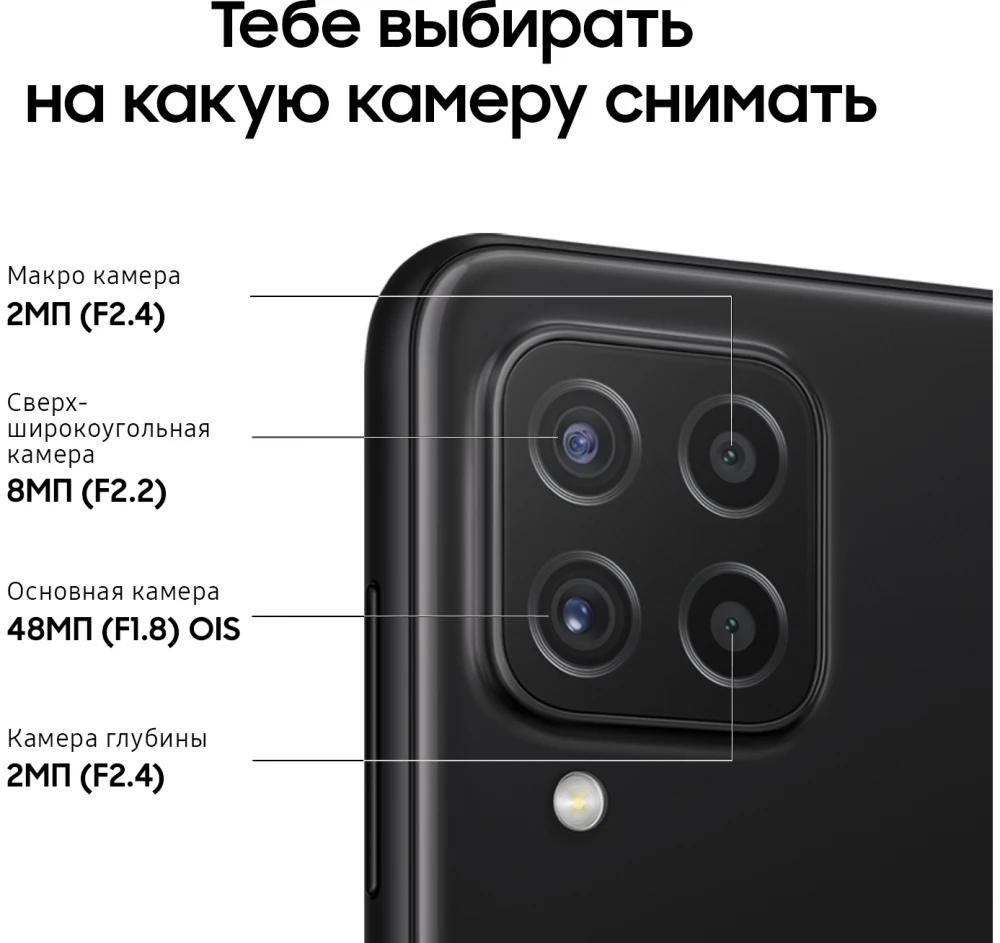 Тебе выбирать
на какую камеру снимать
Макро камера
2МП (F2.4)
Сверх-
широкоугольная
камера
8МП (F2.2)
Основная камера
48МП (F1.8) OIS
Камера глубины
2МП (F2.4)